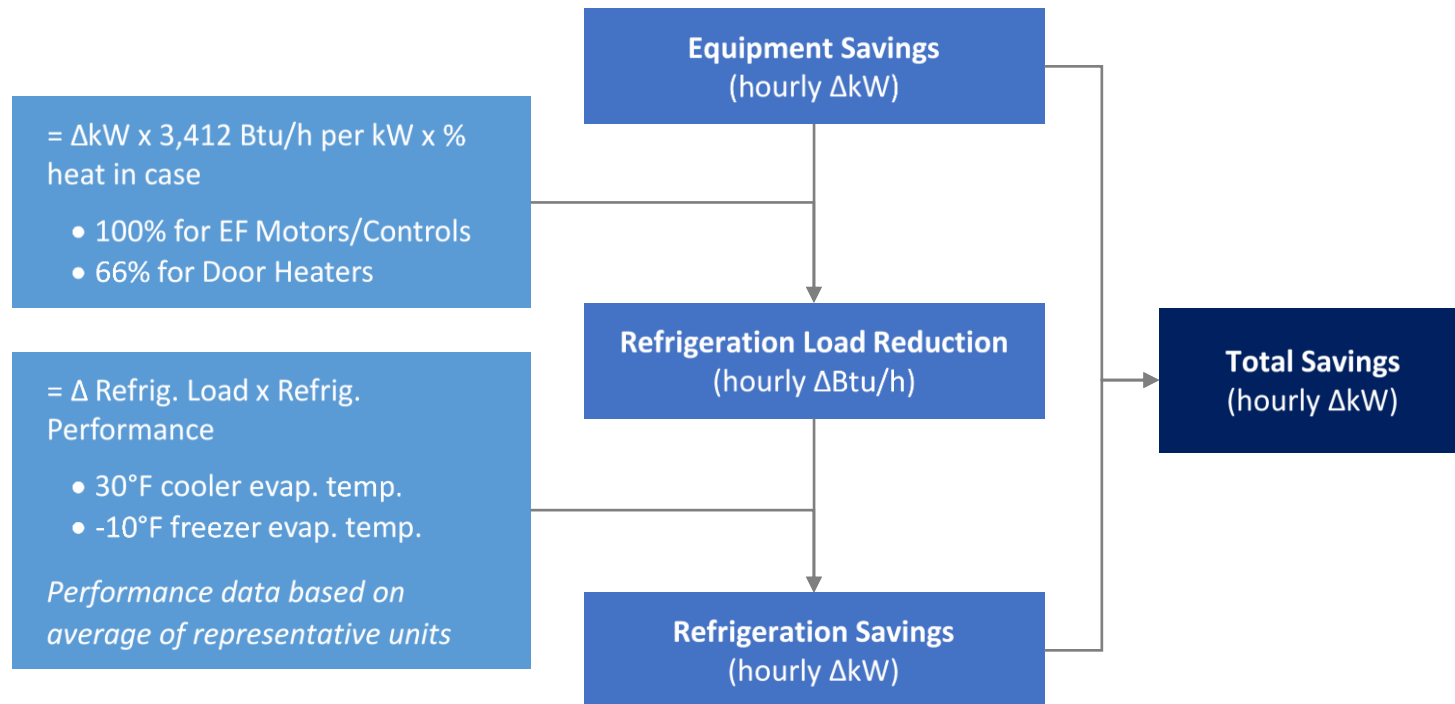 Equipment Savings
(hourly ΔkW)
= ΔkW x 3,412 Btu/h per kW x %
heat in case
• 100% for EF Motors/Controls
• 66% for Door Heaters
Refrigeration Load Reduction
(hourly ΔBtu/h)
= Δ Refrig. Load x Refrig.
Performance
• 30°F cooler evap. temp.
• -10°F freezer evap. temp.
Performance data based on
average of representative units
Refrigeration Savings
(hourly ΔkW)
Total Savings
(hourly ΔkW)